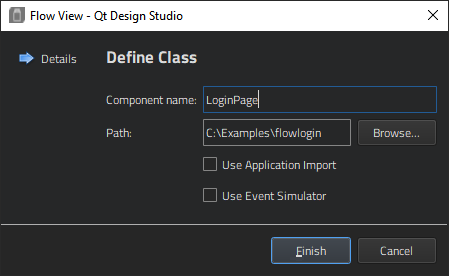 Flow View - Qt Design Studio
Details
Define Class
Component name: LoginPage
Path: C:\Examples\flowlogin Browse...
Use Application Import
Use Event Simulator
Finish Cancel